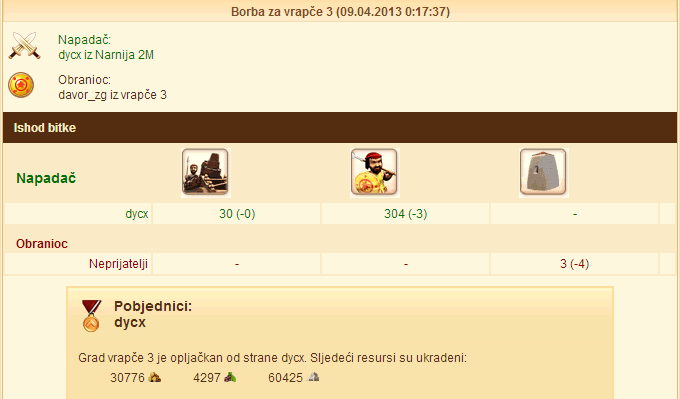 Borba za vrapče 3 (09.04.2013 0:17:37)
Napadač:
dycx iz Narnija 2M
Obranioc:
davor_zg iz vrapče 3
Ishod bitke
Napadač
dycx 30 (-0) 304 (-3) -
Obranioc
Neprijatelji - - 3 (-4)
Pobjednici:
dycx
Grad vrapče 3 je opljačkan od strane dycx. Sljedeći resursi su ukradeni:
30776 4297 60425